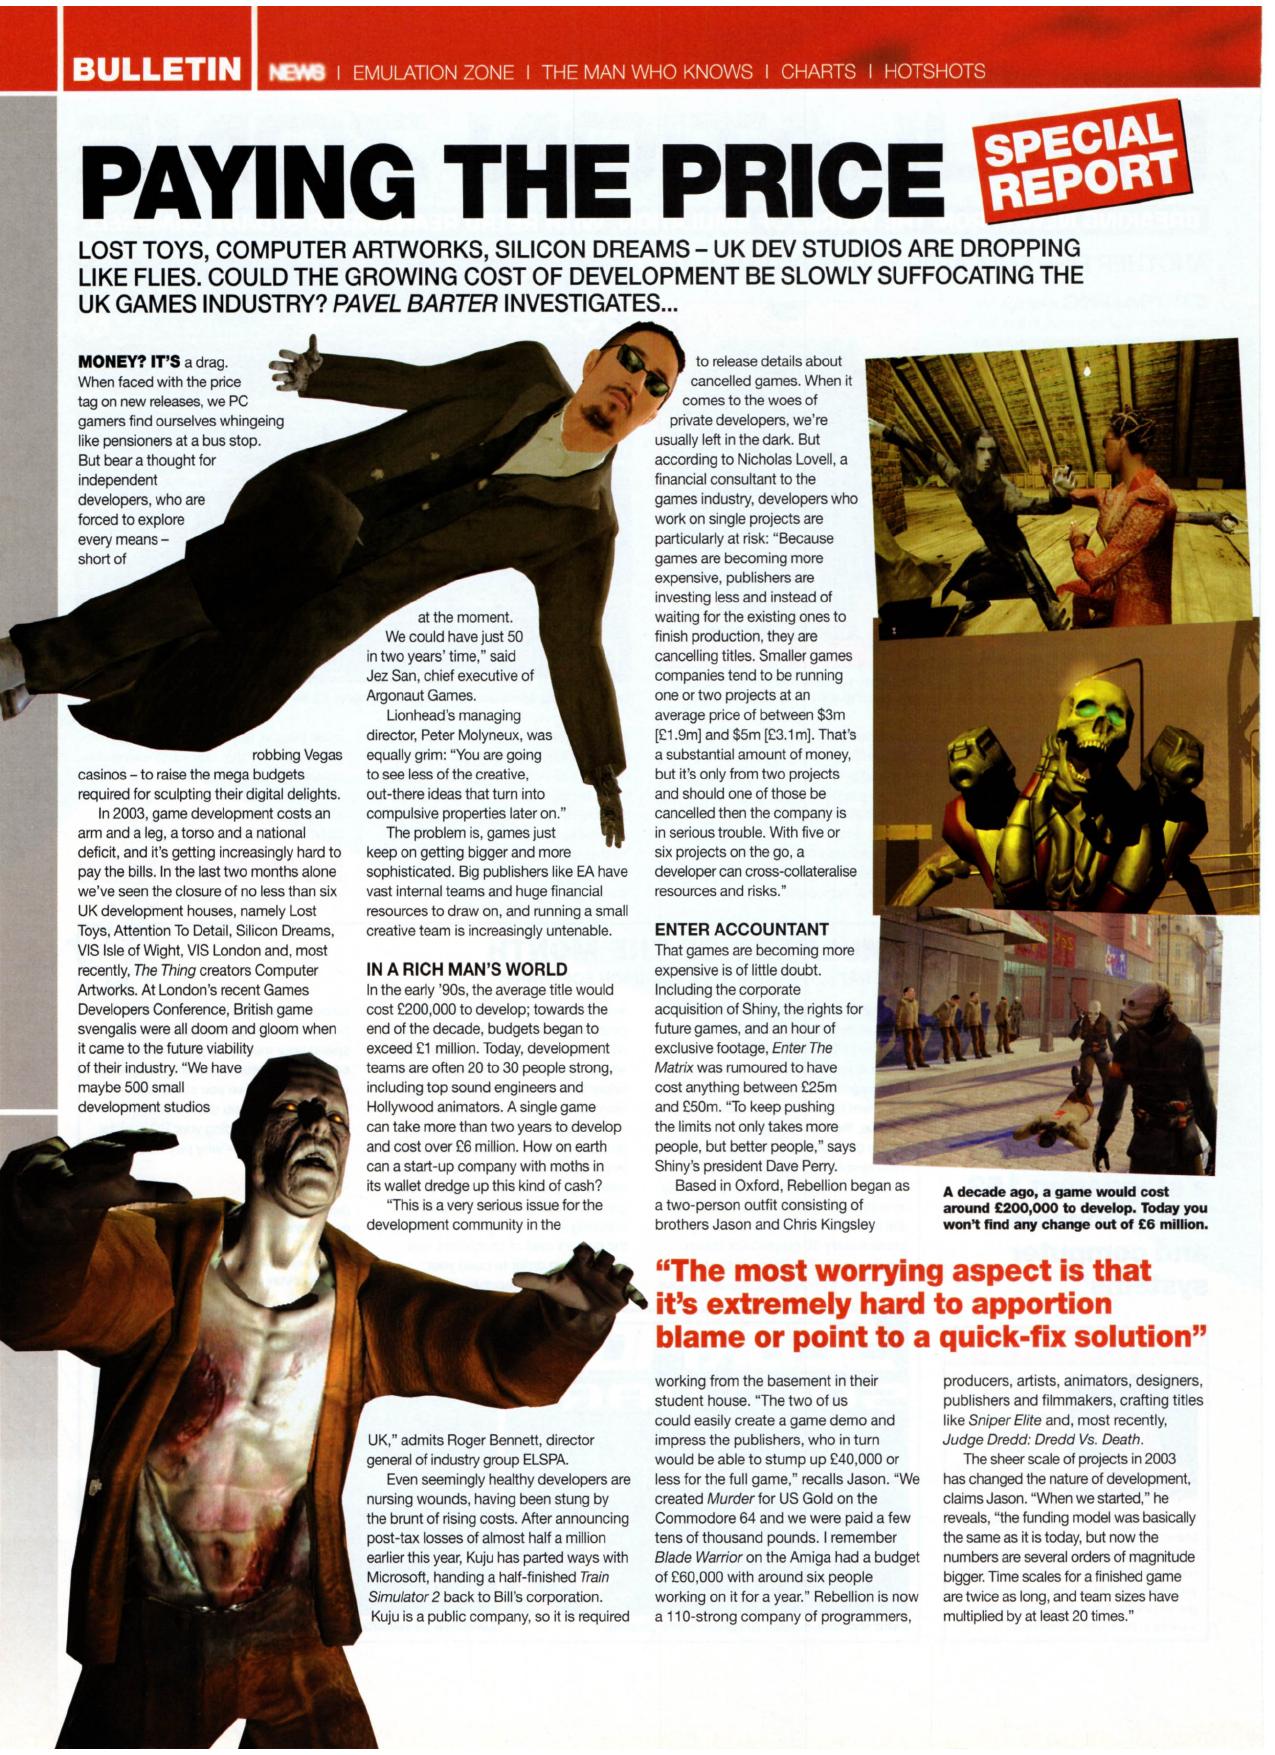 BULLETIN
NEWS | EMULATION ZONE | THE MAN WHO KNOWS | CHARTS | HOTSHOTS
PAYING THE PRICE
SPECIAL
REPORT
LOST TOYS, COMPUTER ARTWORKS, SILICON DREAMS – UK DEV STUDIOS ARE DROPPING
LIKE FLIES. COULD THE GROWING COST OF DEVELOPMENT BE SLOWLY SUFFOCATING THE
UK GAMES INDUSTRY? PAVEL BARTER INVESTIGATES...
MONEY? IT'S a drag.
When faced with the price
tag on new releases, we PC
gamers find ourselves whingeing
like pensioners at a bus stop.
But bear a thought for
independent
developers, who are
forced to explore
every means –
short of
robbing Vegas
casinos – to raise the mega budgets
required for sculpting their digital delights.
In 2003, game development costs an
arm and a leg, a torso and a national
deficit, and it's getting increasingly hard to
pay the bills. In the last two months alone
we've seen the closure of no less than six
UK development houses, namely Lost
Toys, Attention To Detail, Silicon Dreams,
VIS Isle of Wight, VIS London and, most
recently, The Thing creators Computer
Artworks. At London's recent Games
Developers Conference, British game
svengalis were all doom and gloom when
it came to the future viability
of their industry. "We have
maybe 500 small
development studios
at the moment.
We could have just 50
in two years' time," said
Jez San, chief executive of
Argonaut Games.
Lionhead's managing
director, Peter Molyneux, was
equally grim: "You are going
to see less of the creative,
out-there ideas that turn into
compulsive properties later on."
The problem is, games just
keep on getting bigger and more
sophisticated. Big publishers like EA have
vast internal teams and huge financial
resources to draw on, and running a small
creative team is increasingly untenable.
IN A RICH MAN'S WORLD
In the early '90s, the average title would
cost £200,000 to develop; towards the
end of the decade, budgets began to
exceed £1 million. Today, development
teams are often 20 to 30 people strong,
including top sound engineers and
Hollywood animators. A single game
can take more than two years to develop
and cost over £6 million. How on earth
can a start-up company with moths in
its wallet dredge up this kind of cash?
"This is a very serious issue for the
development community in the
UK," admits Roger Bennett, director
general of industry group ELSPA.
Even seemingly healthy developers are
nursing wounds, having been stung by
the brunt of rising costs. After announcing
post-tax losses of almost half a million
earlier this year, Kuju has parted ways with
Microsoft, handing a half-finished Train
Simulator 2 back to Bill's corporation.
Kuju is a public company, so it is required
to release details about
cancelled games. When it
comes to the woes of
private developers, we're
usually left in the dark. But
according to Nicholas Lovell, a
financial consultant to the
games industry, developers who
work on single projects are
particularly at risk: "Because
games are becoming more
expensive, publishers are
investing less and instead of
waiting for the existing ones to
finish production, they are
cancelling titles. Smaller games
companies tend to be running
one or two projects at an
average price of between $3m
[£1.9m] and $5m [£3.1m]. That's
a substantial amount of money,
but it's only from two projects
and should one of those be
cancelled then the company is
in serious trouble. With five or
six projects on the go, a
developer can cross-collateralise
resources and risks."
ENTER ACCOUNTANT
That games are becoming more
expensive is of little doubt.
Including the corporate
acquisition of Shiny, the rights for
future games, and an hour of
exclusive footage, Enter The
Matrix was rumoured to have
cost anything between £25m
and £50m. "To keep pushing
the limits not only takes more
people, but better people," says
Shiny's president Dave Perry.
Based in Oxford, Rebellion began as
a two-person outfit consisting of
brothers Jason and Chris Kingsley
A decade ago, a game would cost
around £200,000 to develop. Today you
won't find any change out of £6 million.
"The most worrying aspect is that
it's extremely hard to apportion
blame or point to a quick-fix solution"
working from the basement in their
student house. "The two of us
could easily create a game demo and
impress the publishers, who in turn
would be able to stump up £40,000 or
less for the full game," recalls Jason. "We
created Murder for US Gold on the
Commodore 64 and we were paid a few
tens of thousand pounds. I remember
Blade Warrior on the Amiga had a budget
of £60,000 with around six people
working on it for a year." Rebellion is now
a 110-strong company of programmers,
producers, artists, animators, designers,
publishers and filmmakers, crafting titles
like Sniper Elite and, most recently,
Judge Dredd: Dredd Vs. Death.
The sheer scale of projects in 2003
has changed the nature of development,
claims Jason. "When we started," he
reveals, "the funding model was basically
the same as it is today, but now the
numbers are several orders of magnitude
bigger. Time scales for a finished game
are twice as long, and team sizes have
multiplied by at least 20 times."